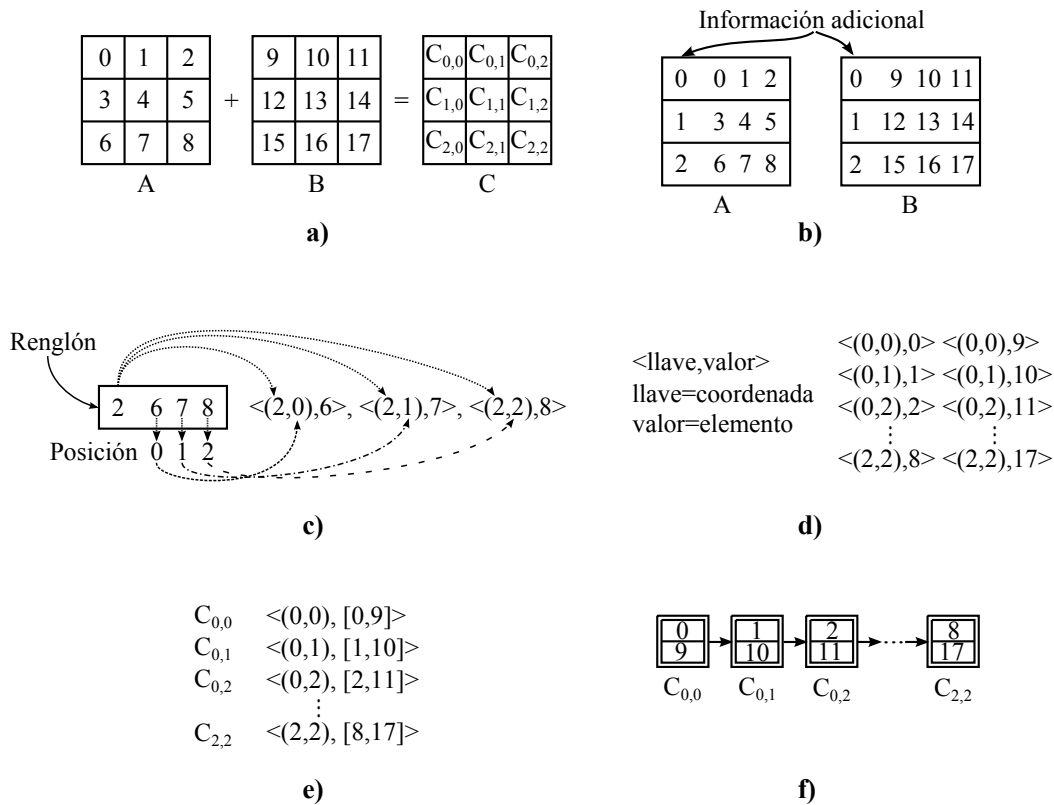 0 1 2
3 4 5
6 7 8
A
+
9 10 11
12 13 14
15 16 17
B
=
C0,0 C0,1 C0,2
C1,0 C1,1 C1,2
C2,0 C2,1 C2,2
C
a)
Información adicional
0 0 1 2
1 3 4 5
2 6 7 8
A
0 9 10 11
1 12 13 14
2 15 16 17
B
b)
Renglón
2 6 7 8
<(2,0),6>, <(2,1),7>, <(2,2),8>
Posición 0 1 2
c)
<llave,valor>
llave=coordenada
valor=elemento
<(0,0),0> <(0,0),9>
<(0,1),1> <(0,1),10>
<(0,2),2> <(0,2),11>
<(2,2),8> <(2,2),17>
d)
C0,0 <(0,0), [0,9]>
C0,1 <(0,1), [1,10]>
C0,2 <(0,2), [2,11]>
C2,2 <(2,2), [8,17]>
e)
0 1 2 8
9 10 11 17
C0,0 C0,1 C0,2 C2,2
f)